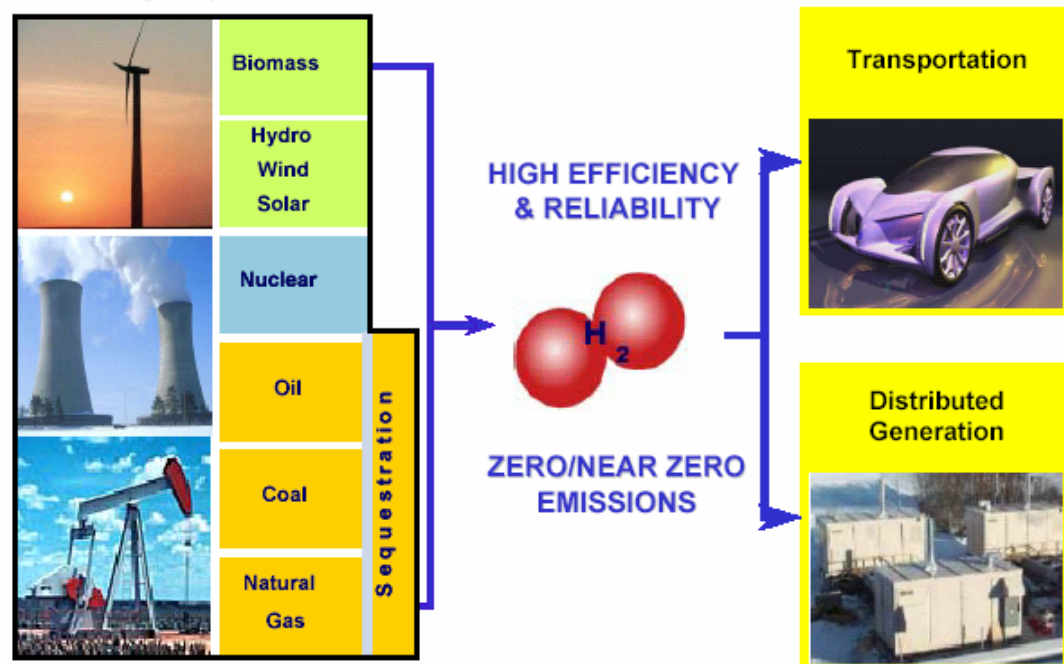 Biomass
Hydro
Wind
Solar
Nuclear
Oil
Coal
Natural
Gas
Sequestration
HIGH EFFICIENCY
& RELIABILITY
H
2
ZERO/NEAR ZERO
EMISSIONS
Transportation
Distributed
Generation